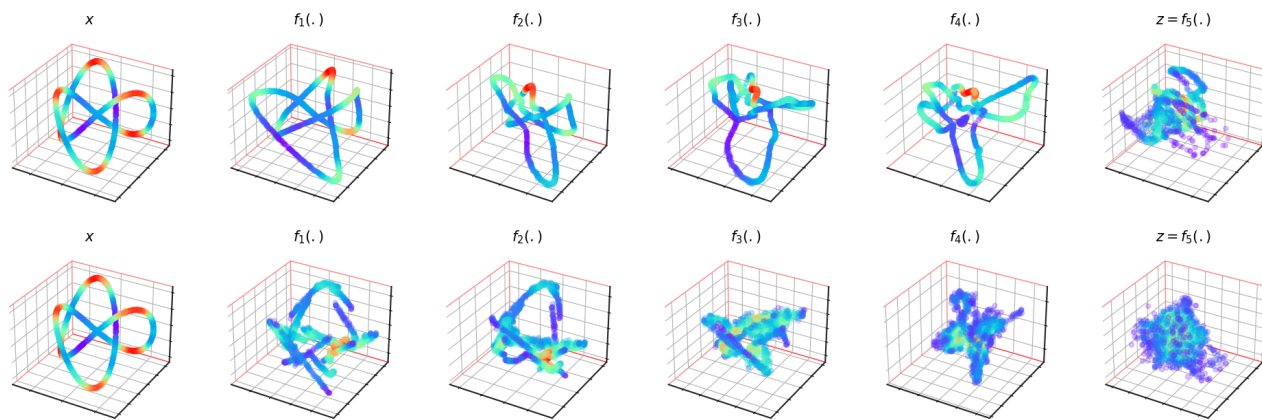 x f₁(.) f₂(.) f₃(.) f₄(.) z = f₅(.)
x f₁(.) f₂(.) f₃(.) f₄(.) z = f₅(.)